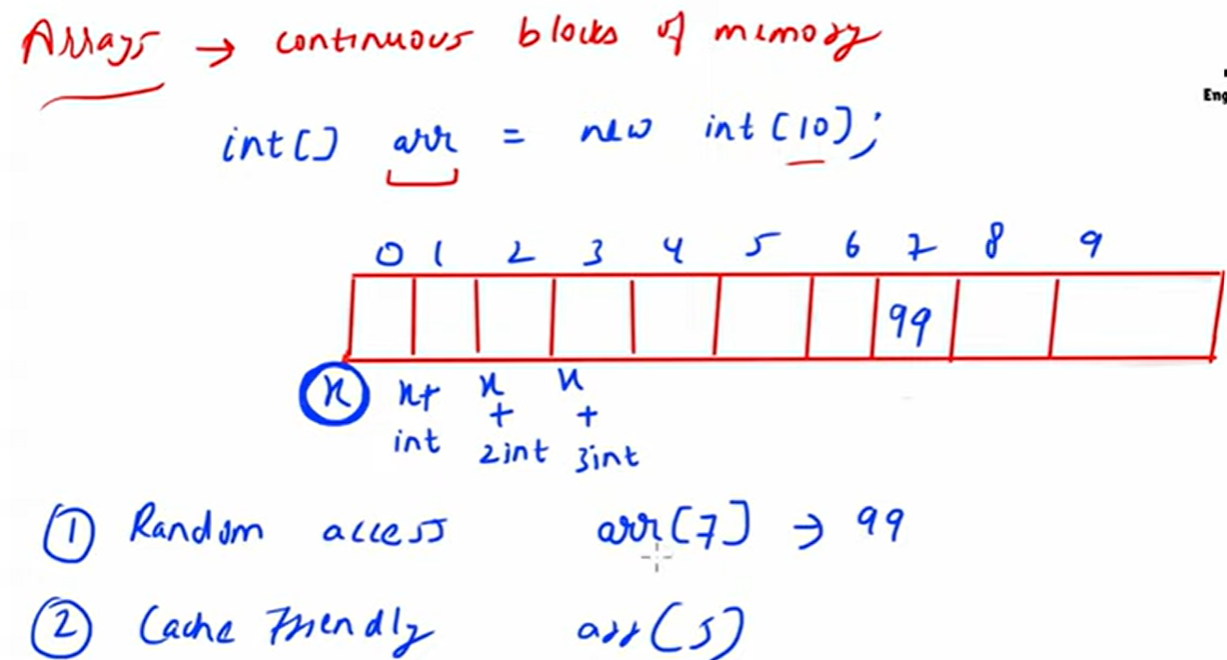 Arrays → continuous blocks of memory
Eng
int[] arr = new int[10];
0 1 2 3 4 5 6 7 8 9
99
x x+ x x
+ +
int 2int 3int
① Random access arr[7] → 99
② Cache Friendly arr[5]